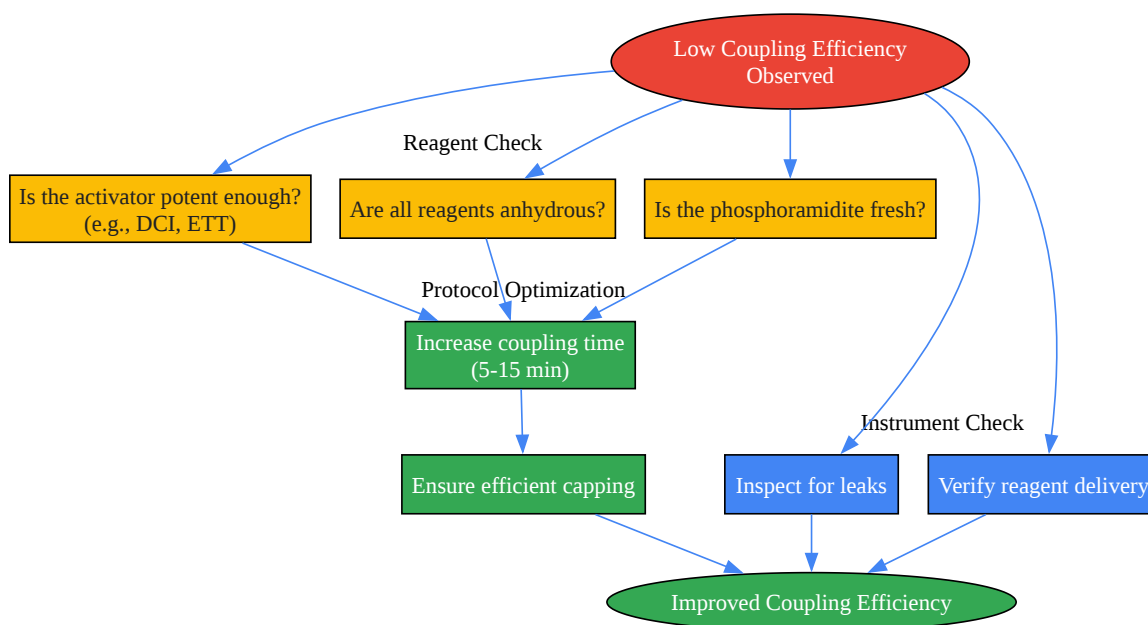 Low Coupling Efficiency
Observed
Reagent Check
Is the activator potent enough?
(e.g., DCI, ETT)
Are all reagents anhydrous?
Is the phosphoramidite fresh?
Protocol Optimization
Increase coupling time
(5-15 min)
Instrument Check
Ensure efficient capping
Inspect for leaks
Verify reagent delivery
Improved Coupling Efficiency